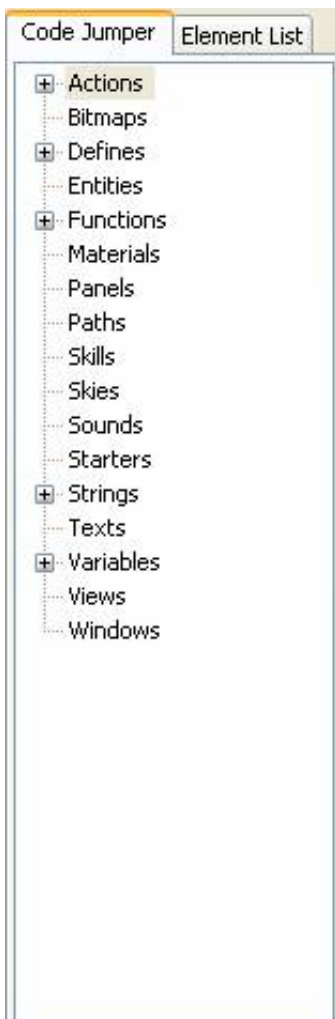 Code Jumper Element List
Actions
Bitmaps
Defines
Entities
Functions
Materials
Panels
Paths
Skills
Skies
Sounds
Starters
Strings
Texts
Variables
Views
Windows